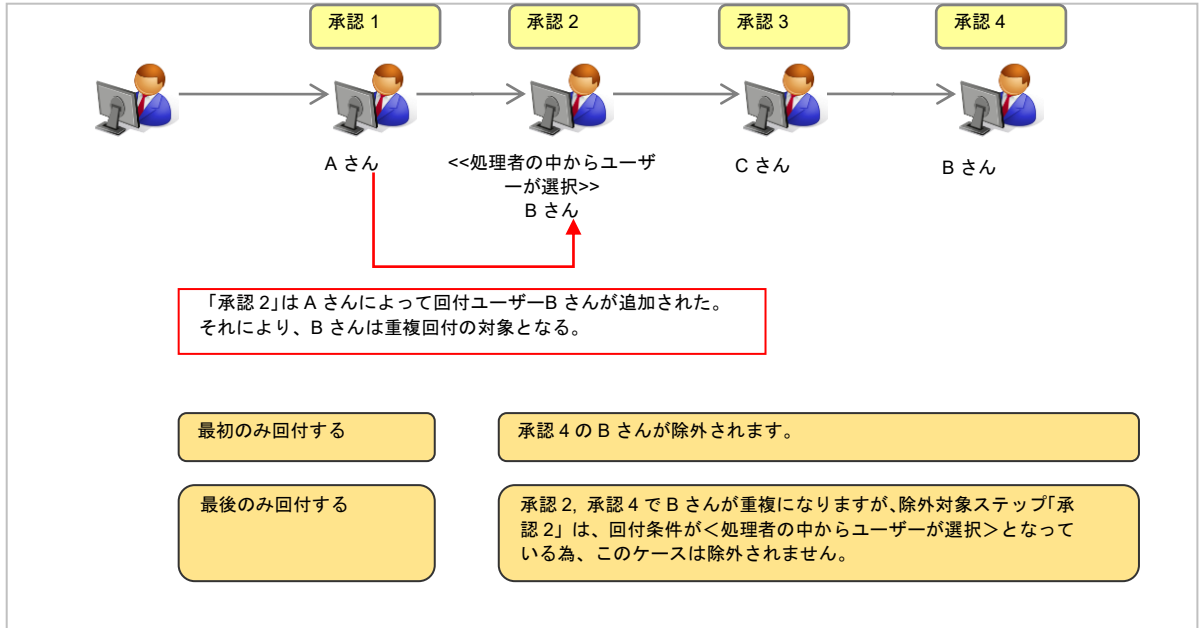 承認 1
承認 2
承認 3
承認 4
A さん
<<処理者の中からユーザ
ーが選択>>
B さん
C さん
B さん
「承認 2」は A さんによって回付ユーザーB さんが追加された。
それにより、B さんは重複回付の対象となる。
最初のみ回付する
承認 4 の B さんが除外されます。
最後のみ回付する
承認 2, 承認 4 で B さんが重複になりますが、除外対象ステップ「承
認 2」は、回付条件が＜処理者の中からユーザーが選択＞となって
いる為、このケースは除外されません。